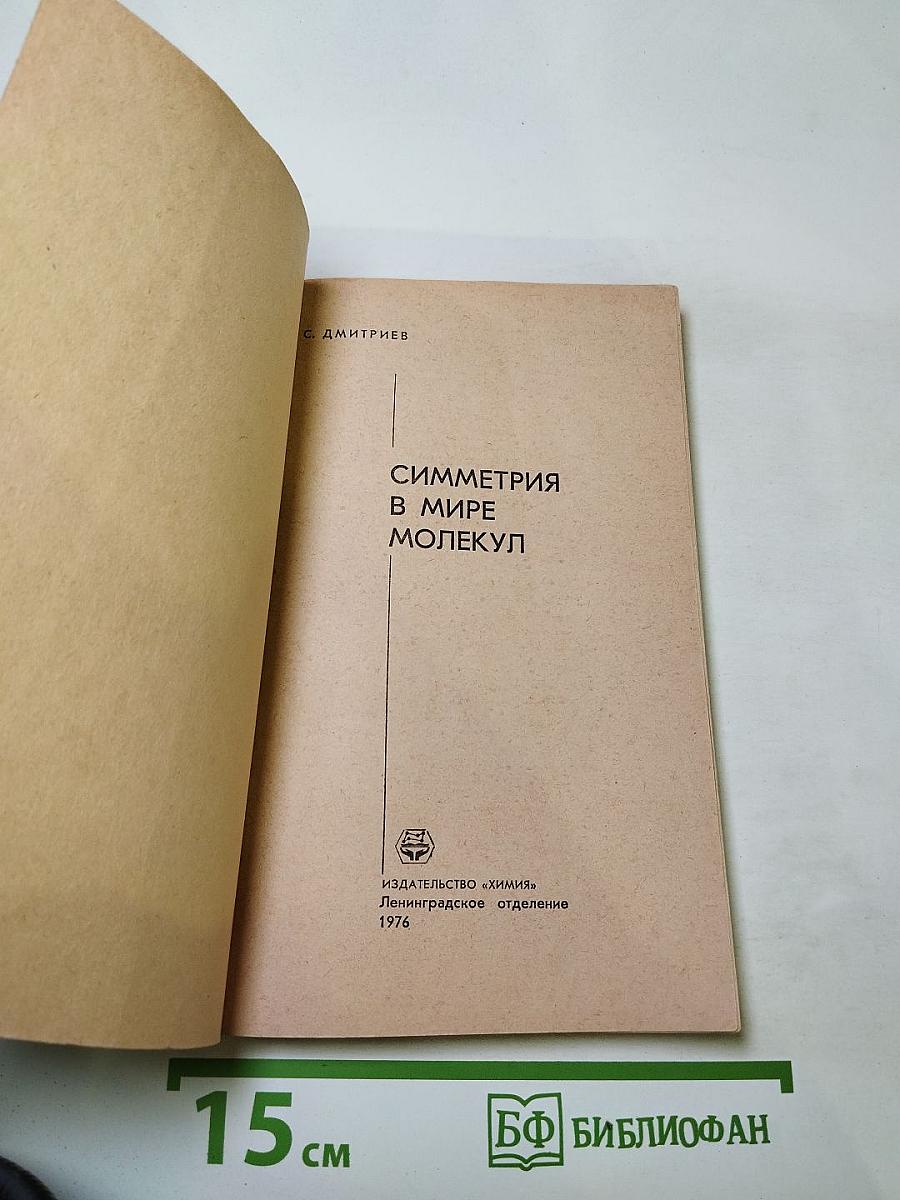 С. ДМИТРИЕВ
СИММЕТРИЯ
В МИРЕ
МОЛЕКУЛ
ИЗДАТЕЛЬСТВО «ХИМИЯ»
Ленинградское отделение
1976
15 см
БФ БИБЛИОФАН